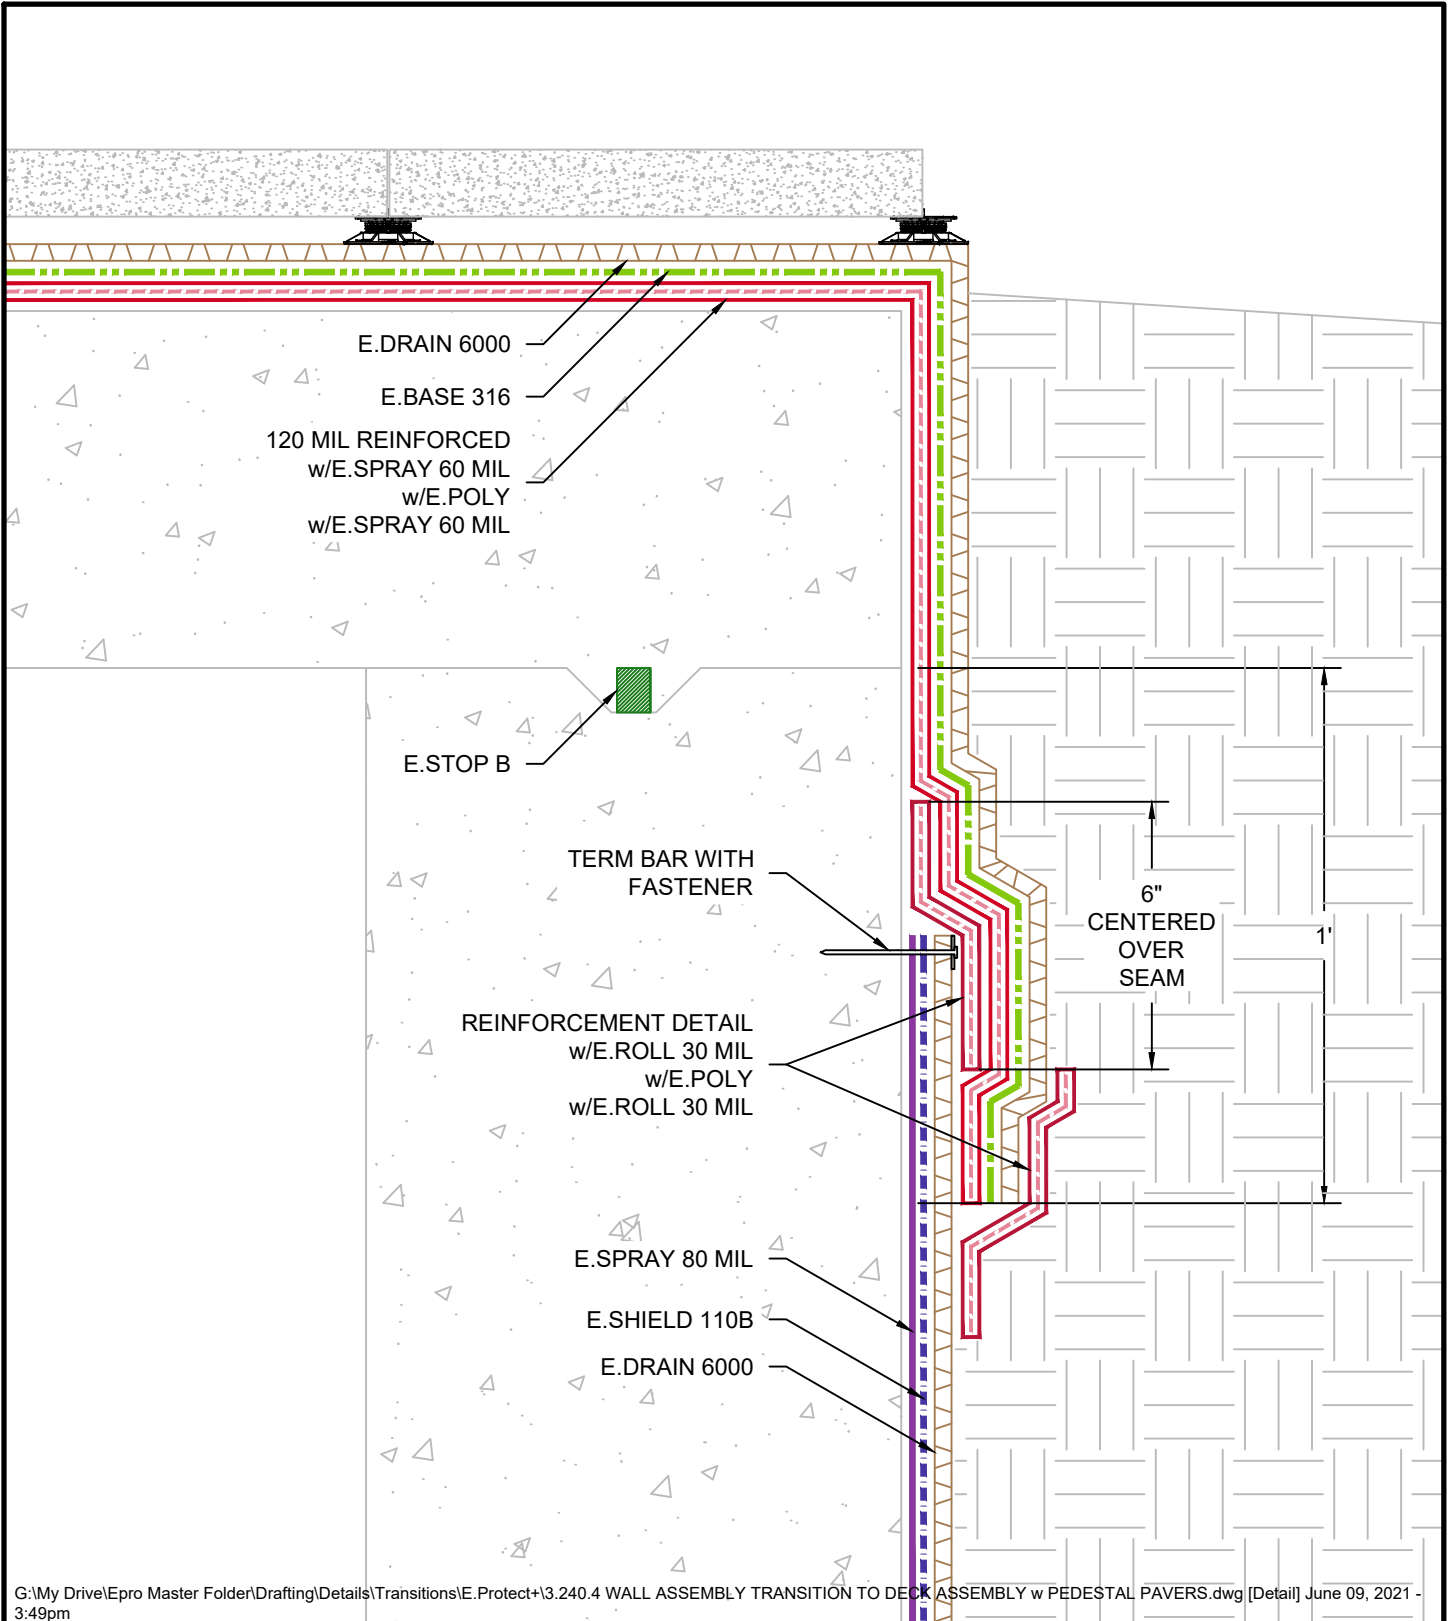 E.DRAIN 6000
E.BASE 316
120 MIL REINFORCED
w/E.SPRAY 60 MIL
w/E.POLY
w/E.SPRAY 60 MIL
E.STOP B
TERM BAR WITH
FASTENER
6"
CENTERED
OVER
SEAM
1'
REINFORCEMENT DETAIL
w/E.ROLL 30 MIL
w/E.POLY
w/E.ROLL 30 MIL
E.SPRAY 80 MIL
E.SHIELD 110B
E.DRAIN 6000
G:\My Drive\Epro Master Folder\Drafting\Details\Transitions\E.Protect+\3.240.4 WALL ASSEMBLY TRANSITION TO DECK ASSEMBLY w PEDESTAL PAVERS.dwg [Detail] June 09, 2021 -
3:49pm